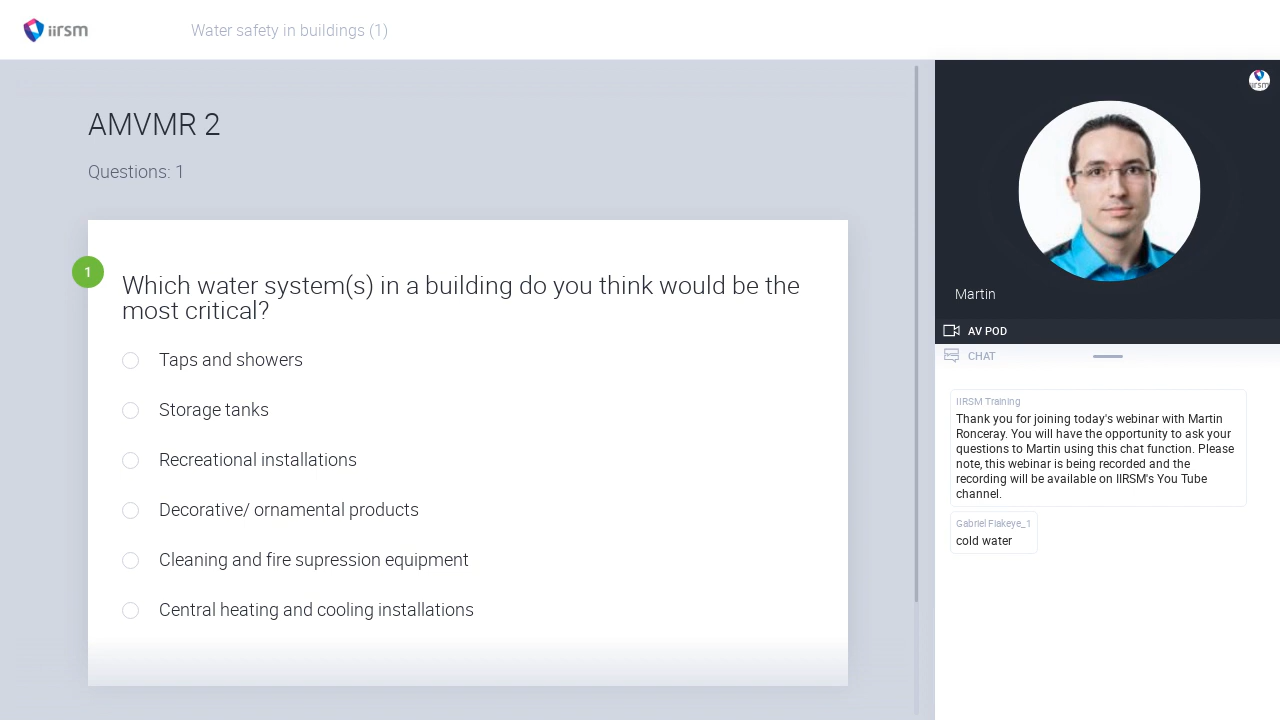 iirsm
Water safety in buildings (1)
AMVMR 2
Questions: 1
1
Which water system(s) in a building do you think would be the
most critical?
Taps and showers
Storage tanks
Recreational installations
Decorative/ ornamental products
Cleaning and fire supression equipment
Central heating and cooling installations
iirsm
Martin
AV POD
CHAT
IIRSM Training
Thank you for joining today's webinar with Martin
Ronceray. You will have the opportunity to ask your
questions to Martin using this chat function. Please
note, this webinar is being recorded and the
recording will be available on IIRSM's You Tube
channel.
Gabriel Fiakeye_1
cold water